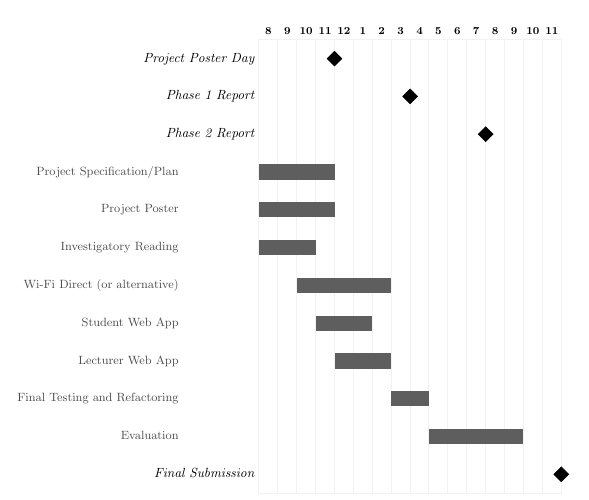 8 9 10 11 12 1 2 3 4 5 6 7 8 9 10 11
Project Poster Day
Phase 1 Report
Phase 2 Report
Project Specification/Plan
Project Poster
Investigatory Reading
Wi-Fi Direct (or alternative)
Student Web App
Lecturer Web App
Final Testing and Refactoring
Evaluation
Final Submission